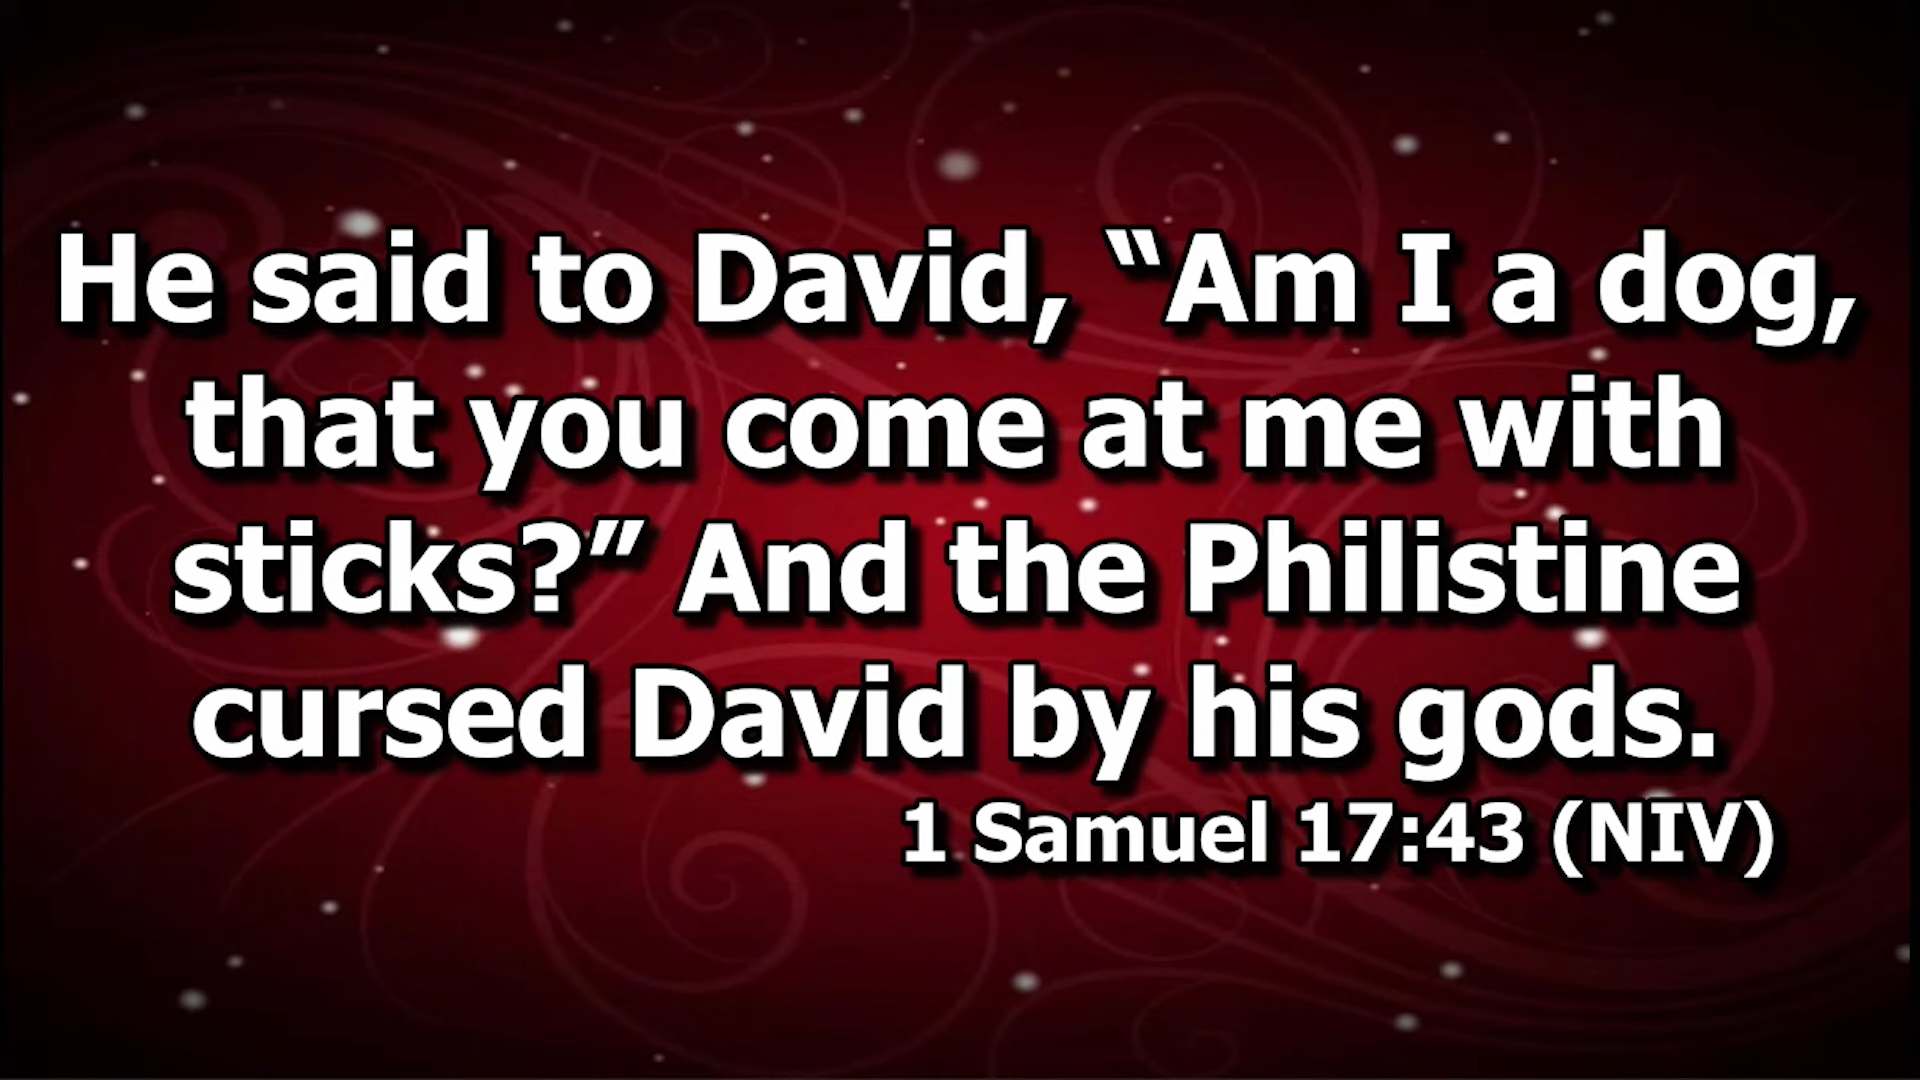 He said to David, “Am I a dog,
that you come at me with
sticks?” And the Philistine
cursed David by his gods.
1 Samuel 17:43 (NIV)